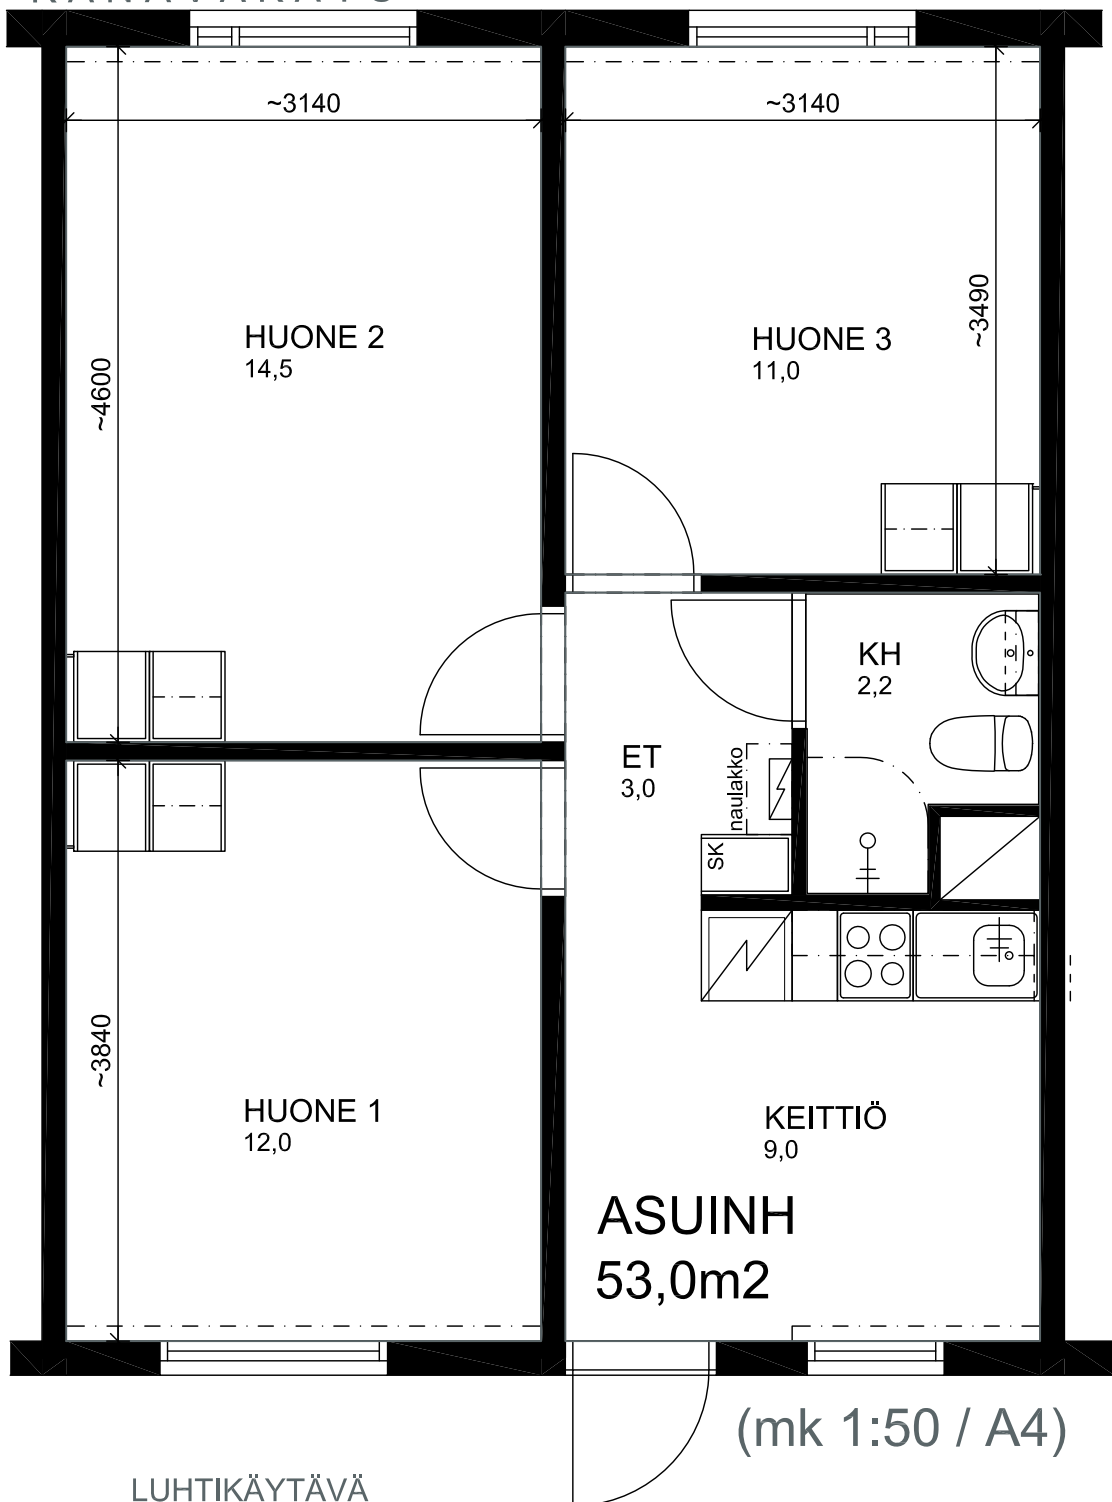 ~3140
~3140
~3490
HUONE 2
14,5
HUONE 3
11,0
~4600
KH
2,2
ET
3,0
naulakko
SK
~3840
HUONE 1
12,0
KEITTIÖ
9,0
ASUINH
53,0m2
(mk 1:50 / A4)
LUHTIKÄYTÄVÄ